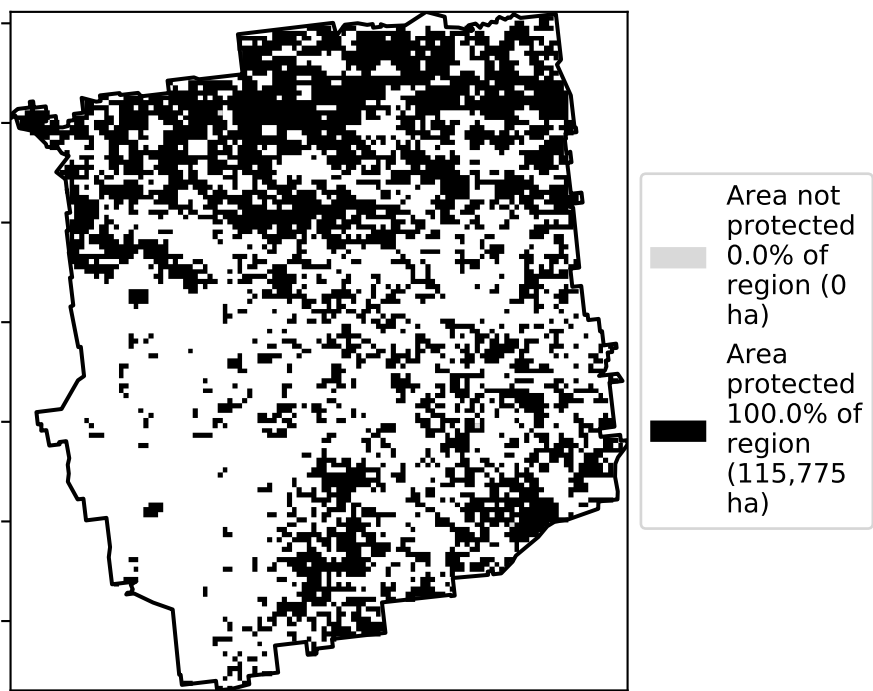 Area not
protected
0.0% of
region (0
ha)
Area
protected
100.0% of
region
(115,775
ha)